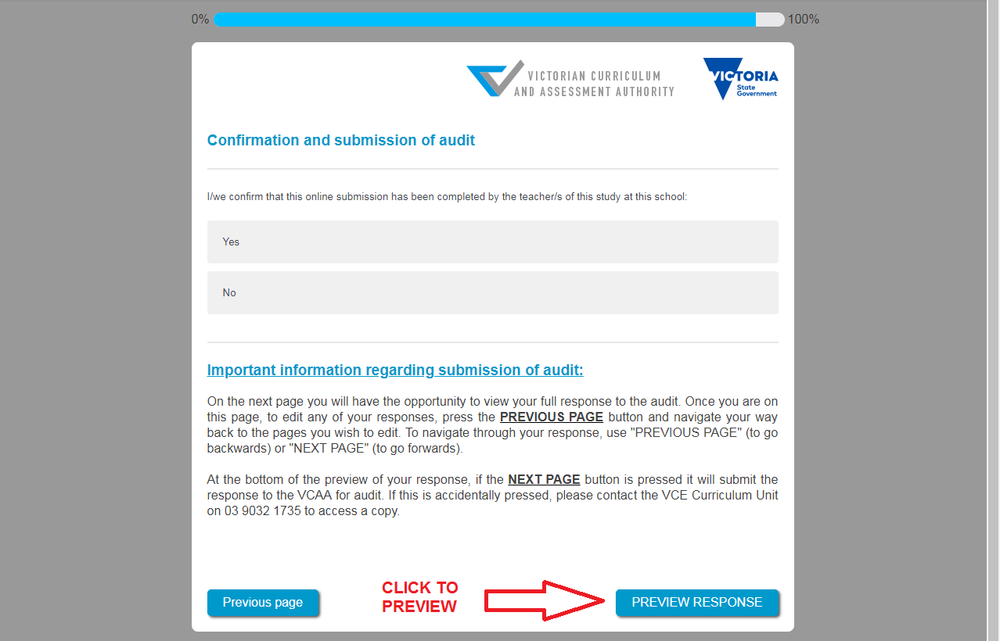 0% 100%
VICTORIAN CURRICULUM
AND ASSESSMENT AUTHORITY
VICTORIA
State
Government
Confirmation and submission of audit
I/we confirm that this online submission has been completed by the teacher/s of this study at this school:
Yes
No
Important information regarding submission of audit:
On the next page you will have the opportunity to view your full response to the audit. Once you are on
this page, to edit any of your responses, press the PREVIOUS PAGE button and navigate your way
back to the pages you wish to edit. To navigate through your response, use "PREVIOUS PAGE" (to go
backwards) or "NEXT PAGE" (to go forwards).
At the bottom of the preview of your response, if the NEXT PAGE button is pressed it will submit the
response to the VCAA for audit. If this is accidentally pressed, please contact the VCE Curriculum Unit
on 03 9032 1735 to access a copy.
Previous page
CLICK TO
PREVIEW
PREVIEW RESPONSE